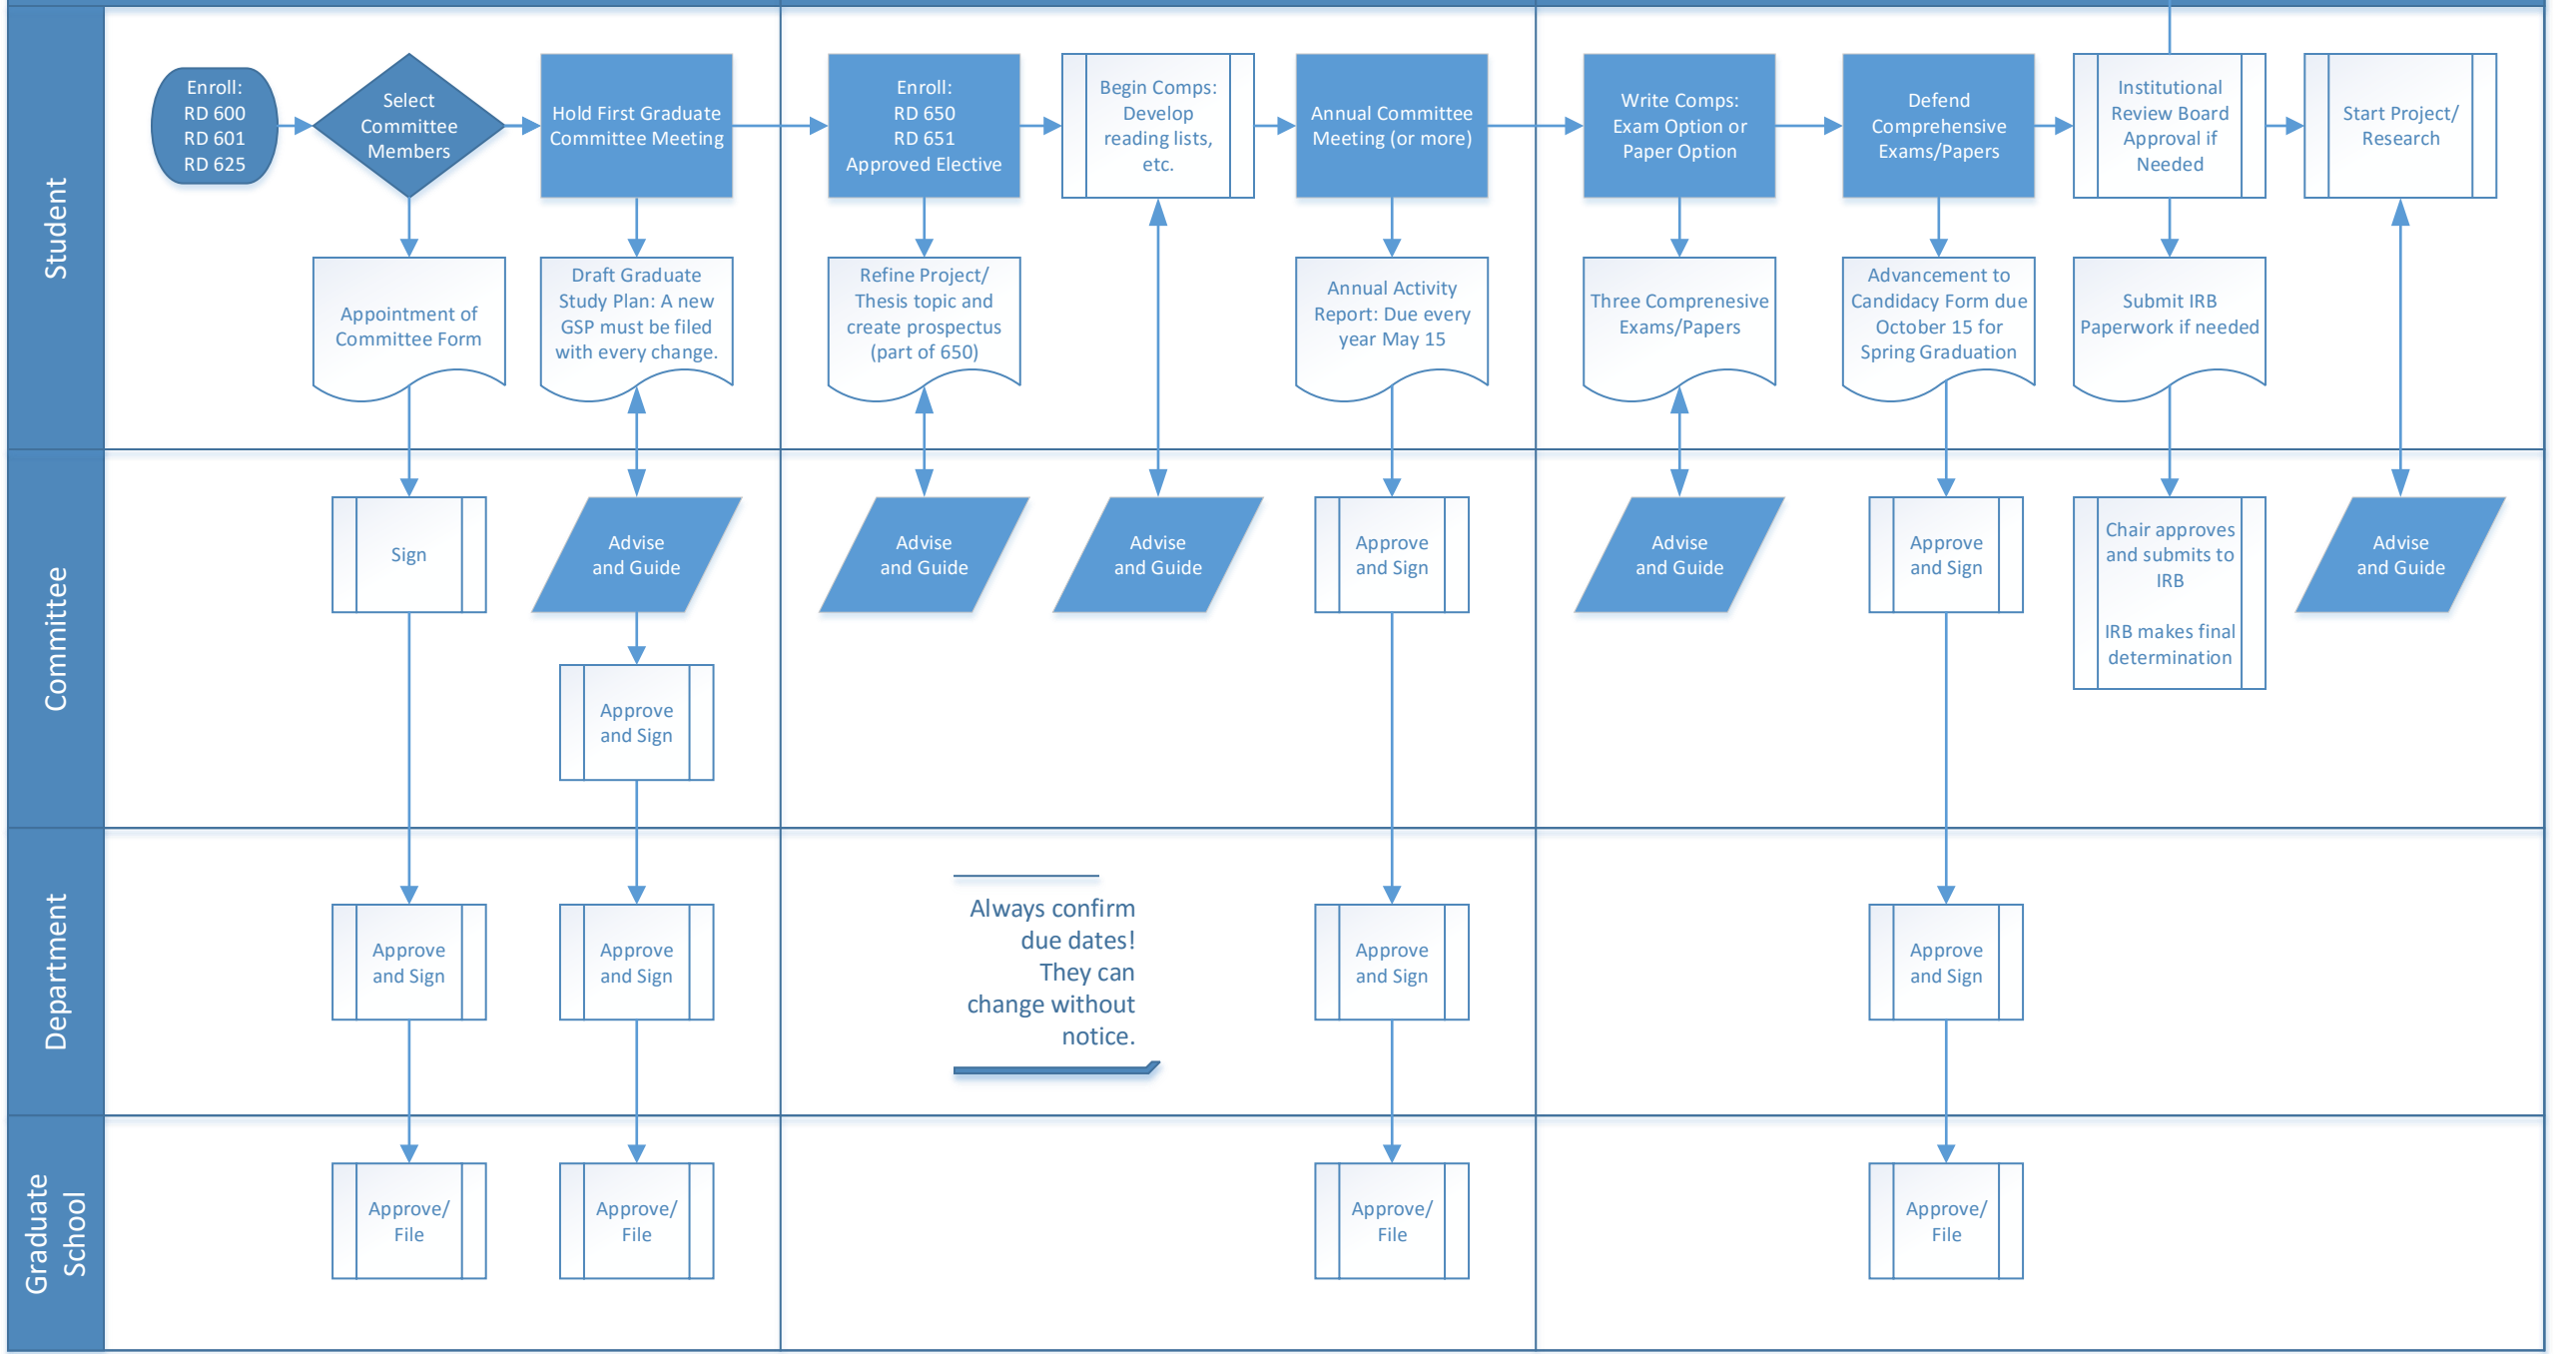 Student
Enroll:
RD 600
RD 601
RD 625
Select
Committee
Members
Hold First Graduate
Committee Meeting
Enroll:
RD 650
RD 651
Approved Elective
Begin Comps:
Develop
reading lists,
etc.
Annual Committee
Meeting (or more)
Write Comps:
Exam Option or
Paper Option
Defend
Comprehensive
Exams/Papers
Institutional
Review Board
Approval if
Needed
Start Project/
Research
Appointment of
Committee Form
Draft Graduate
Study Plan: A new
GSP must be filed
with every change.
Refine Project/
Thesis topic and
create prospectus
(part of 650)
Annual Activity
Report: Due every
year May 15
Three Comprenesive
Exams/Papers
Advancement to
Candidacy Form due
October 15 for
Spring Graduation
Submit IRB
Paperwork if needed
Committee
Sign
Advise
and Guide
Advise
and Guide
Advise
and Guide
Approve
and Sign
Advise
and Guide
Approve
and Sign
Chair approves
and submits to
IRB
IRB makes final
determination
Advise
and Guide
Approve
and Sign
Department
Approve
and Sign
Approve
and Sign
Always confirm
due dates!
They can
change without
notice.
Approve
and Sign
Approve
and Sign
Graduate
School
Approve/
File
Approve/
File
Approve/
File
Approve/
File